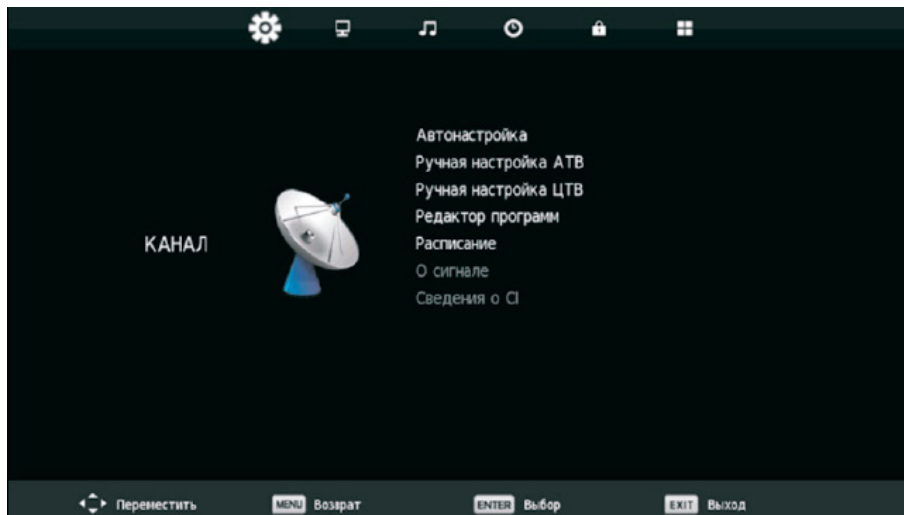 Автонастройка
Ручная настройка АТВ
Ручная настройка ЦТВ
Редактор программ
КАНАЛ
Расписание
О сигнале
Сведения о CI
Переместить
MENU Возврат
ENTER Выбор
EXIT Выход